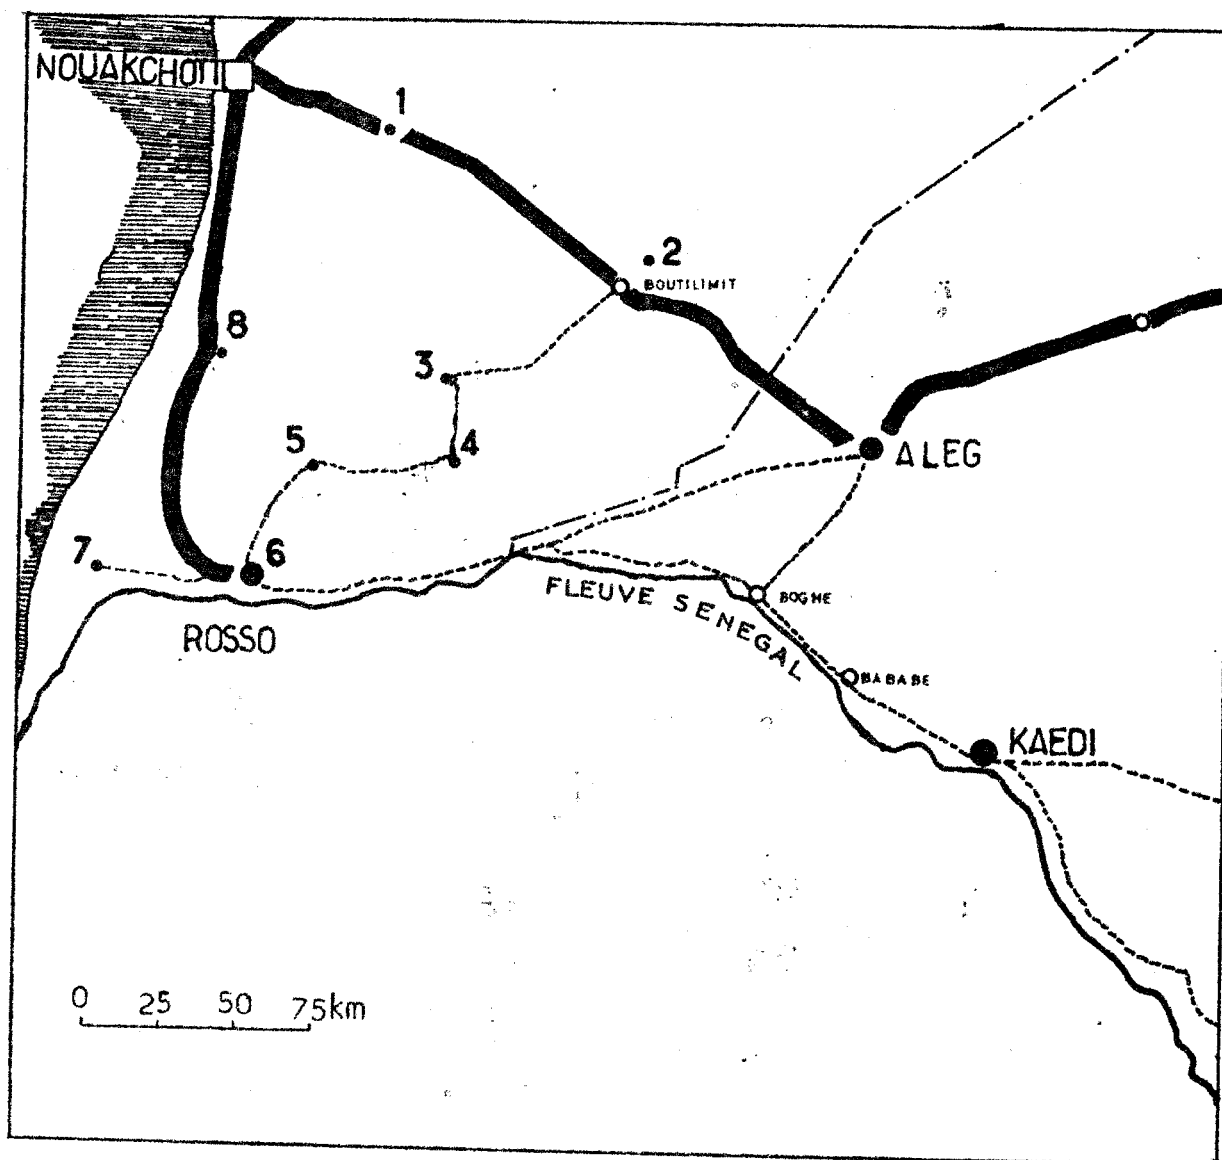 NOUAKCHOTT
1
2
BOUTILIMIT
8
3
5
4
ALEG
7
6
FLEUVE SENEGAL
BOGHE
ROSSO
BABABE
KAEDI
0 25 50 75km